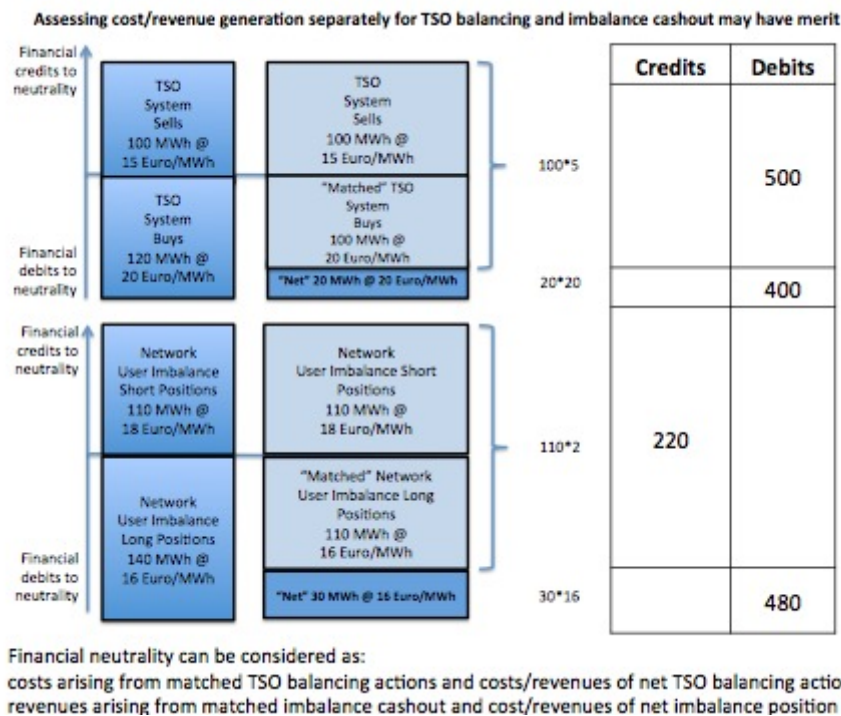 Assessing cost/revenue generation separately for TSO balancing and imbalance cashout may have merit
Financial
credits to
neutrality
TSO
System
Sells
100 MWh @
15 Euro/MWh
TSO
System
Sells
100 MWh @
15 Euro/MWh
Credits
Debits
100*5
500
TSO
System
Buys
120 MWh @
20 Euro/MWh
"Matched" TSO
System
Buys
100 MWh @
20 Euro/MWh
Financial
debits to
neutrality
"Net" 20 MWh @ 20 Euro/MWh
20*20
400
Financial
credits to
neutrality
Network
User Imbalance
Short Positions
110 MWh @
18 Euro/MWh
Network
User Imbalance Short
Positions
110 MWh @
18 Euro/MWh
110*2
220
Network
User Imbalance
Long Positions
140 MWh @
16 Euro/MWh
"Matched" Network
User Imbalance Long
Positions
110 MWh @
16 Euro/MWh
Financial
debits to
neutrality
"Net" 30 MWh @ 16 Euro/MWh
30*16
480
Financial neutrality can be considered as:
costs arising from matched TSO balancing actions and costs/revenues of net TSO balancing actio
revenues arising from matched imbalance cashout and cost/revenues of net imbalance position